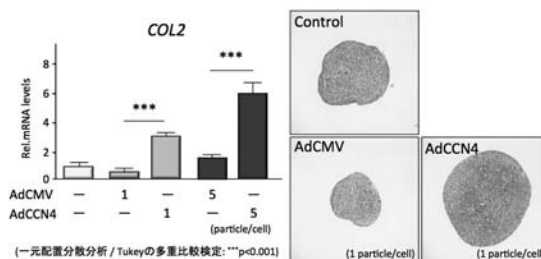 COL2
Rel.mRNA levels
8
6
4
2
0
***
***
AdCMV — 1 — 5 —
AdCCN4 — — 1 — 5
(particle/cell)
(一元配置分散分析 / Tukeyの多重比較検定: ***p<0.001)
Control
AdCMV
(1 particle/cell)
AdCCN4
(1 particle/cell)